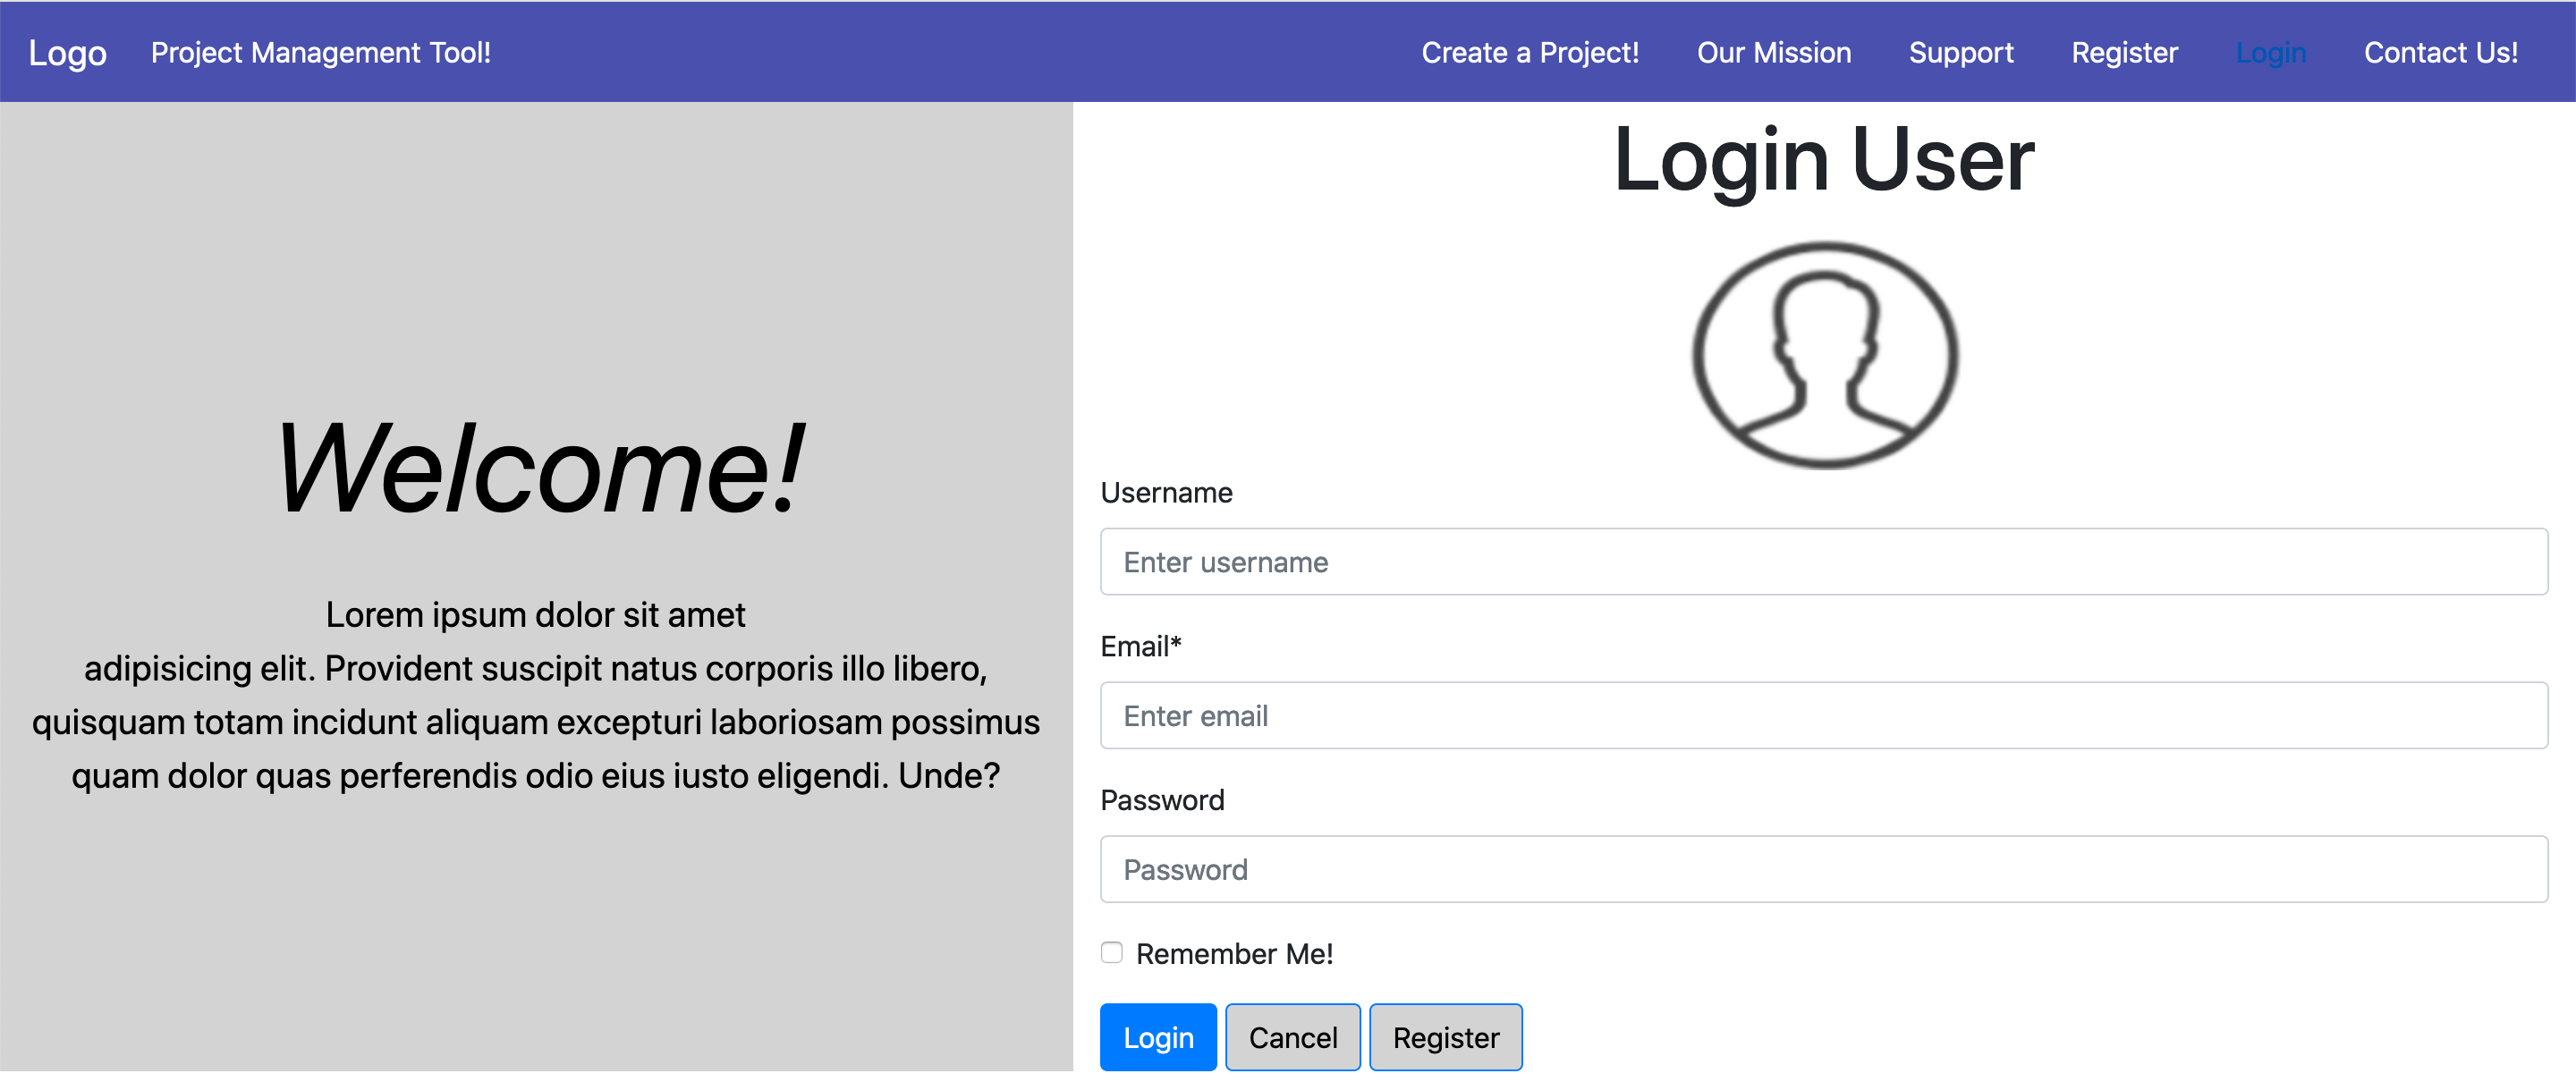 Logo Project Management Tool! Create a Project! Our Mission Support Register Login Contact Us!
Welcome!
Lorem ipsum dolor sit amet
adipisicing elit. Provident suscipit natus corporis illo libero,
quisquam totam incidunt aliquam excepturi laboriosam possimus
quam dolor quas perferendis odio eius iusto eligendi. Unde?
Login User
Username
Enter username
Email*
Enter email
Password
Password
Remember Me!
Login Cancel Register